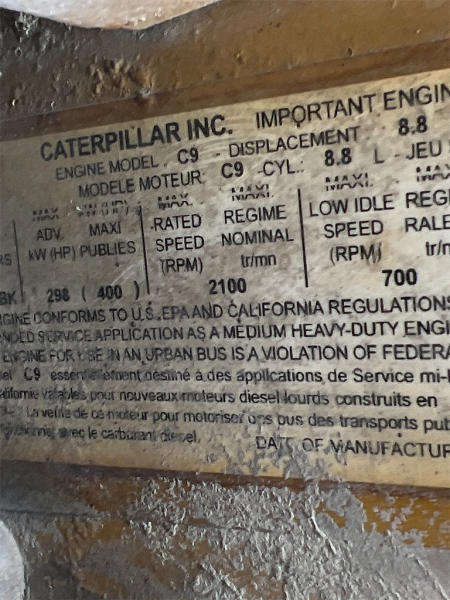 CATERPILLAR INC. IMPORTANT ENGIN
ENGINE MODEL C9 - DISPLACEMENT 8.8
MODELE MOTEUR C9 - CYL.: 8.8 L - JEU
MAX. MAXI. MAXI.
ADV. MAXI RATED REGIME LOW IDLE REG
kW (HP) PUBLIES SPEED NOMINAL SPEED RALE
(RPM) tr/mn (RPM) tr/m
BK 298 ( 400 ) 2100 700
GINE CONFORMS TO U.S. EPA AND CALIFORNIA REGULATIONS
SERVICE APPLICATION AS A MEDIUM HEAVY-DUTY ENGI
ENGINE FOR USE IN AN URBAN BUS IS A VIOLATION OF FEDERA
el C9 essentiellement destiné à des applications de Service mi-l
valables pour nouveaux moteurs diesel lourds construits en
La vente de ce moteur pour motoriser des bus des transports pub
avec le carburant diesel.
DATE OF MANUFACTUR